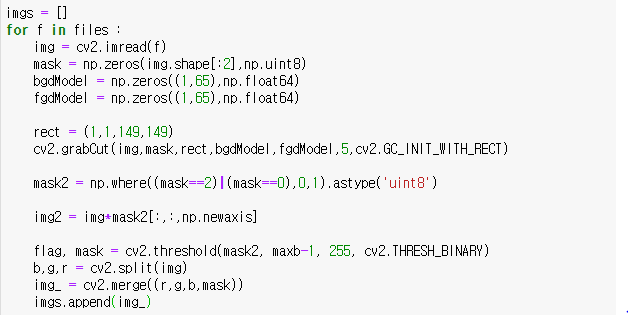 imgs = []
for f in files :
    img = cv2.imread(f)
    mask = np.zeros(img.shape[:2],np.uint8)
    bgdModel = np.zeros((1,65),np.float64)
    fgdModel = np.zeros((1,65),np.float64)
    rect = (1,1,149,149)
    cv2.grabCut(img,mask,rect,bgdModel,fgdModel,5,cv2.GC_INIT_WITH_RECT)
    mask2 = np.where((mask==2)|(mask==0),0,1).astype('uint8')
    img2 = img*mask2[:,:,np.newaxis]
    flag, mask = cv2.threshold(mask2, maxb-1, 255, cv2.THRESH_BINARY)
    b,g,r = cv2.split(img)
    img_ = cv2.merge((r,g,b,mask))
    imgs.append(img_)